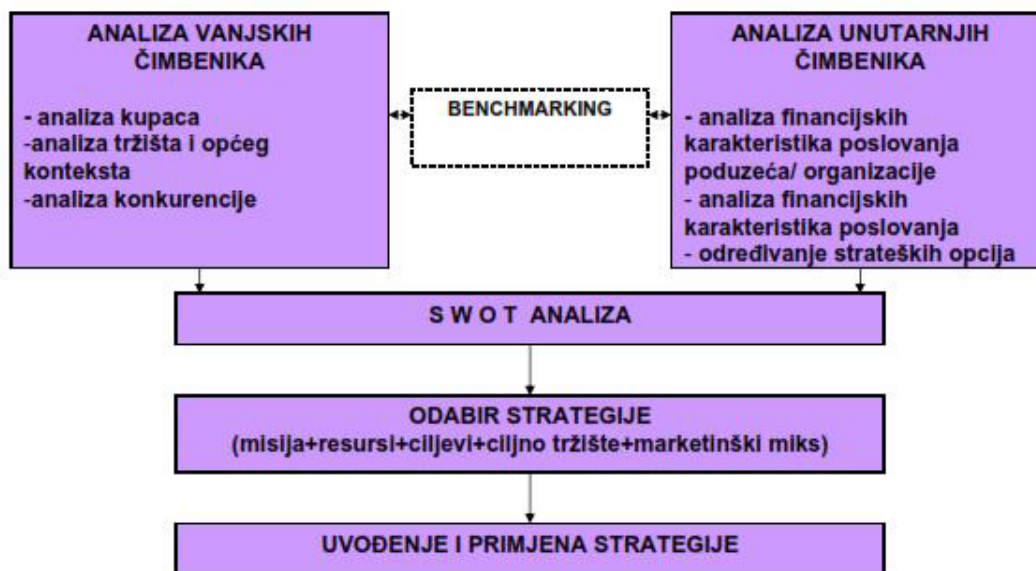 ANALIZA VANJSKIH
ČIMBENIKA
- analiza kupaca
-analiza tržišta i općeg
konteksta
-analiza konkurencije
BENCHMARKING
ANALIZA UNUTARNJIH
ČIMBENIKA
- analiza financijskih
karakteristika poslovanja
poduzeća/ organizacije
- analiza financijskih
karakteristika poslovanja
- određivanje strateških opcija
S W O T ANALIZA
ODABIR STRATEGIJE
(misija+resursi+ciljevi+ciljno tržište+marketinški miks)
UVOĐENJE I PRIMJENA STRATEGIJE